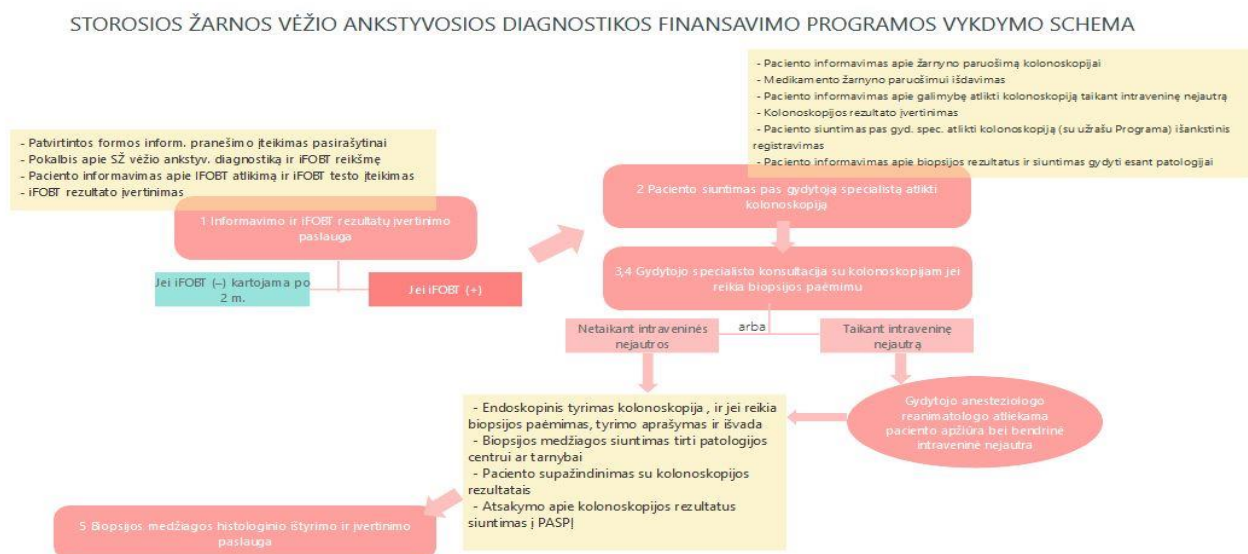 STOROSIOS ŽARNOS VĖŽIO ANKSTYVOSIOS DIAGNOSTIKOS FINANSAVIMO PROGRAMOS VYKDYMO SCHEMA
- Paciento informavimas apie žarnyno paruošimą kolonoskopijai
- Medikamento žarnyno paruošimui išdavimas
- Paciento informavimas apie galimybę atlikti kolonoskopiją taikant intraveninę nejautrą
- Kolonoskopijos rezultato įvertinimas
- Paciento siuntimas pas gyd. spec. atlikti kolonoskopiją (su užrašu Programa) išankstinis
registravimas
- Paciento informavimas apie biopsijos rezultatus ir siuntimas gydyti esant patologijai
- Patvirtintos formos inform. pranešimo įteikimas pasirašytinai
- Pokalbis apie SŽ vėžio ankstyv. diagnostiką ir iFOBT reikšmę
- Paciento informavimas apie IFOBT atlikimą ir iFOBT testo įteikimas
- iFOBT rezultato įvertinimas
1 Informavimo ir iFOBT rezultatų įvertinimo
paslauga
Jei iFOBT (–) kartojama po
2 m.
Jei iFOBT (+)
2 Paciento siuntimas pas gydytoją specialistą atlikti
kolonoskopiją
3,4 Gydytojo specialisto konsultacija su kolonoskopijam jei
reikia biopsijos paėmimu
Netaikant intraveninės
nejautros
arba
Taikant intraveninę
nejautrą
Gydytojo anesteziologo
reanimatologo atliekama
paciento apžiūra bei bendrinė
intraveninė nejautra
- Endoskopinis tyrimas kolonoskopija , ir jei reikia
biopsijos paėmimas, tyrimo aprašymas ir išvada
- Biopsijos medžiagos siuntimas tirti patologijos
centrui ar tarnybai
- Paciento supažindinimas su kolonoskopijos
rezultatais
- Atsakymo apie kolonoskopijos rezultatus
siuntimas į PASPĮ
5 Biopsijos medžiagos histologinio ištyrimo ir įvertinimo
paslauga